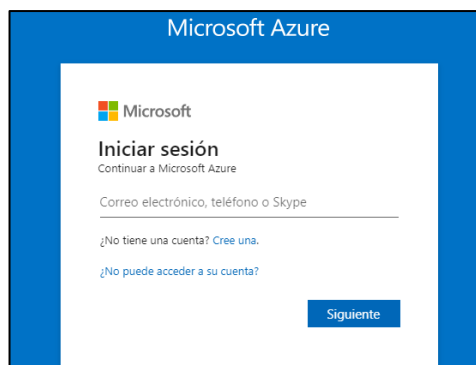 Microsoft Azure
Microsoft
Iniciar sesión
Continuar a Microsoft Azure
Correo electrónico, teléfono o Skype
¿No tiene una cuenta? Cree una.
¿No puede acceder a su cuenta?
Siguiente